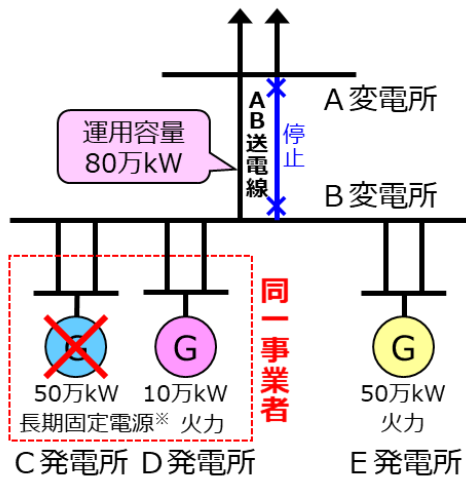 A変電所
AB送電線
停止
運用容量
80万kW
B変電所
同一事業者
G
G
G
50万kW
10万kW
50万kW
長期固定電源※
火力
火力
C発電所
D発電所
E発電所